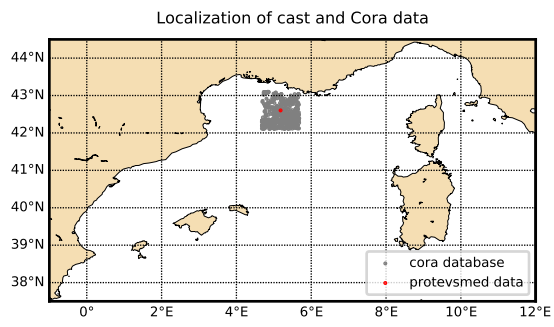 Localization of cast and Cora data
44°N
43°N
42°N
41°N
40°N
39°N
38°N
cora database
protevsmed data
0°
2°E
4°E
6°E
8°E
10°E
12°E